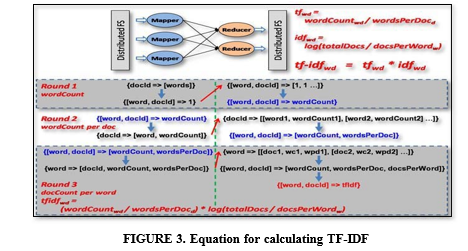 Distributed FS
Mapper
Mapper
Mapper
Reducer
Reducer
Distributed FS
tfwd =
wordCountwd / wordsPerDocd
idfwd =
log(totalDocs / docsPerWordw)
tf-idfwd = tfwd * idfwd
Round 1
wordCount
{docId => [words]}
{[word, docId] => 1}
{[word, docId] => [1, 1 ...]}
{[word, docId] => wordCount}
Round 2
wordCount per doc
{[word, docId] => wordCount}
{docId => [word, wordCount]}
{docId => [[word1, wordCount1], [word2, wordCount2] ...]}
{[word, docId] => [wordCount, wordsPerDoc]}
{[word, docId] => [wordCount, wordsPerDoc]}
{word => [docId, wordCount, wordsPerDoc]}
{word => [[doc1, wc1, wpd1], [doc2, wc2, wpd2] ...]}
{[word, docId] => [wordCount, wordsPerDoc, docsPerWord]}
{[word, docId] => tfidf}
Round 3
docCount per word
tfidfwd =
(wordCountwd / wordsPerDocd) * log(totalDocs / docsPerWordw)
FIGURE 3. Equation for calculating TF-IDF